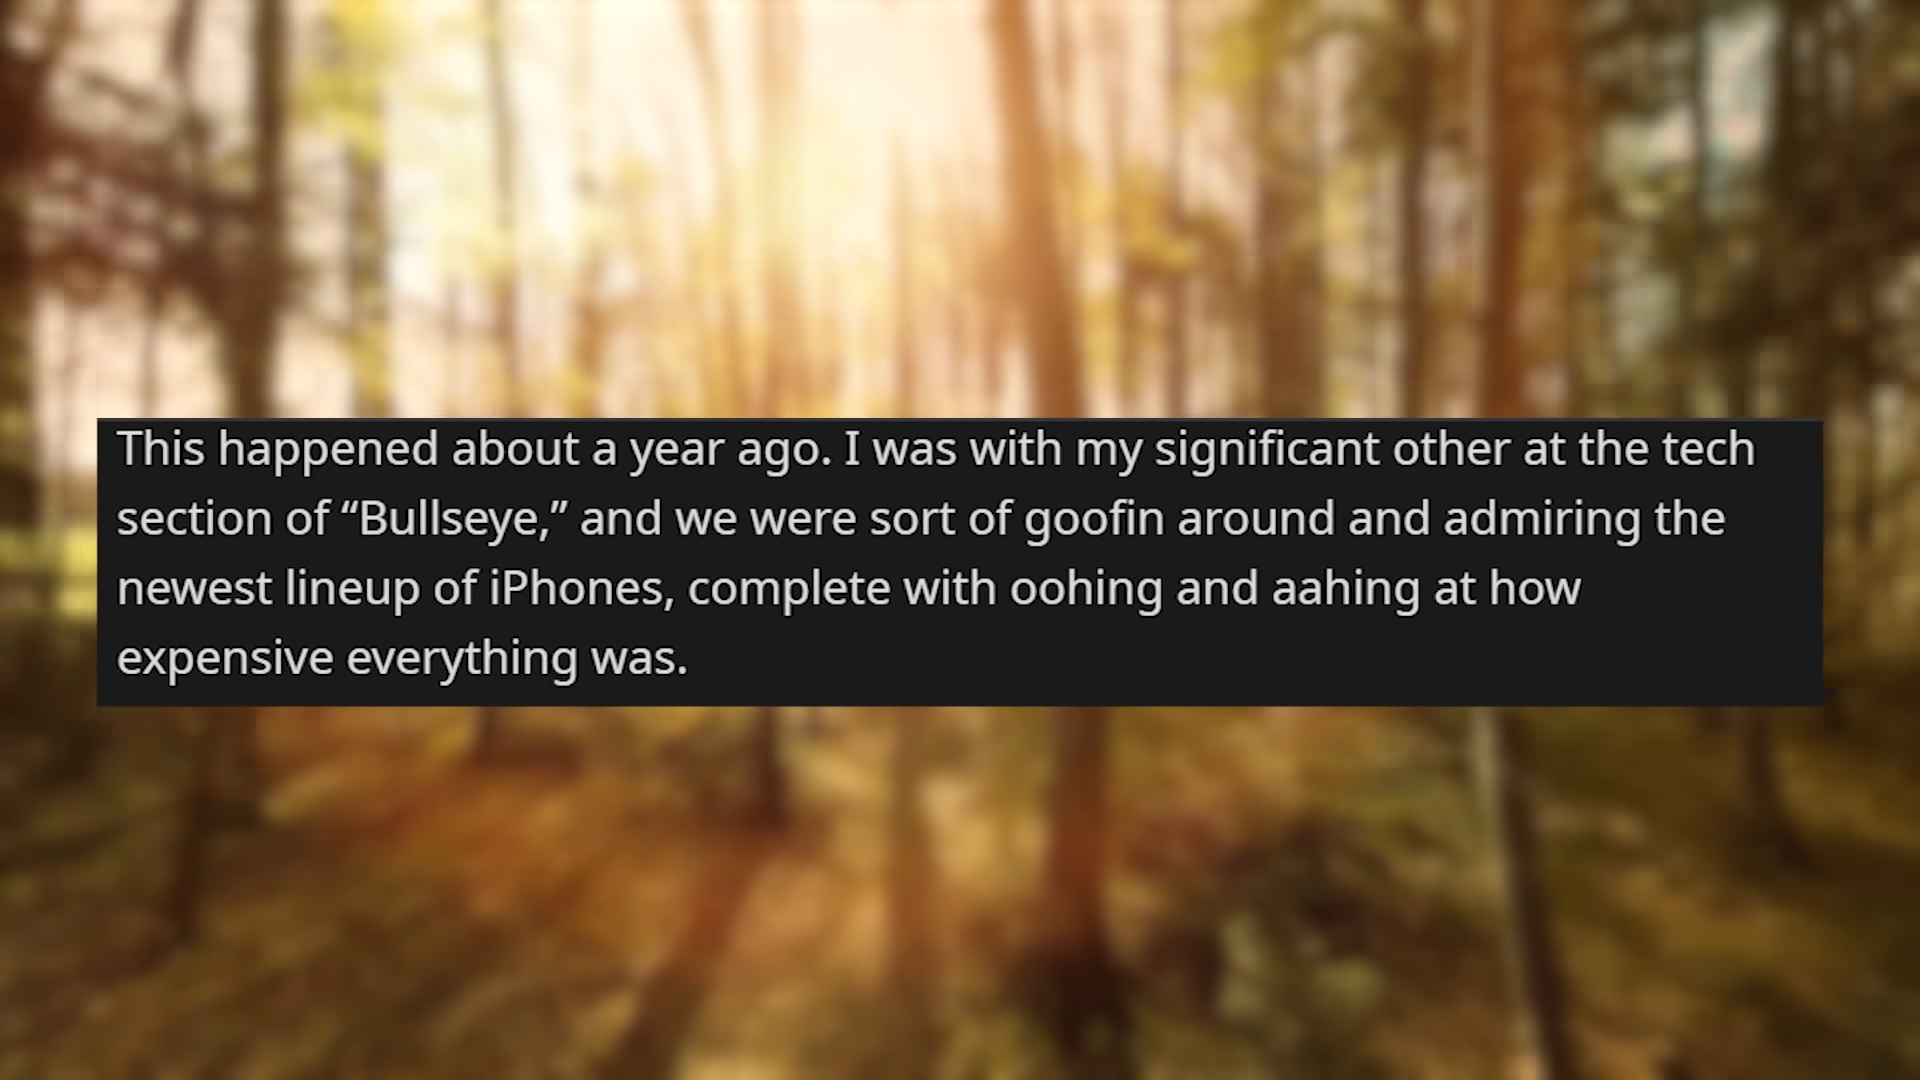 This happened about a year ago. I was with my significant other at the tech
section of “Bullseye,” and we were sort of goofin around and admiring the
newest lineup of iPhones, complete with oohing and aahing at how
expensive everything was.